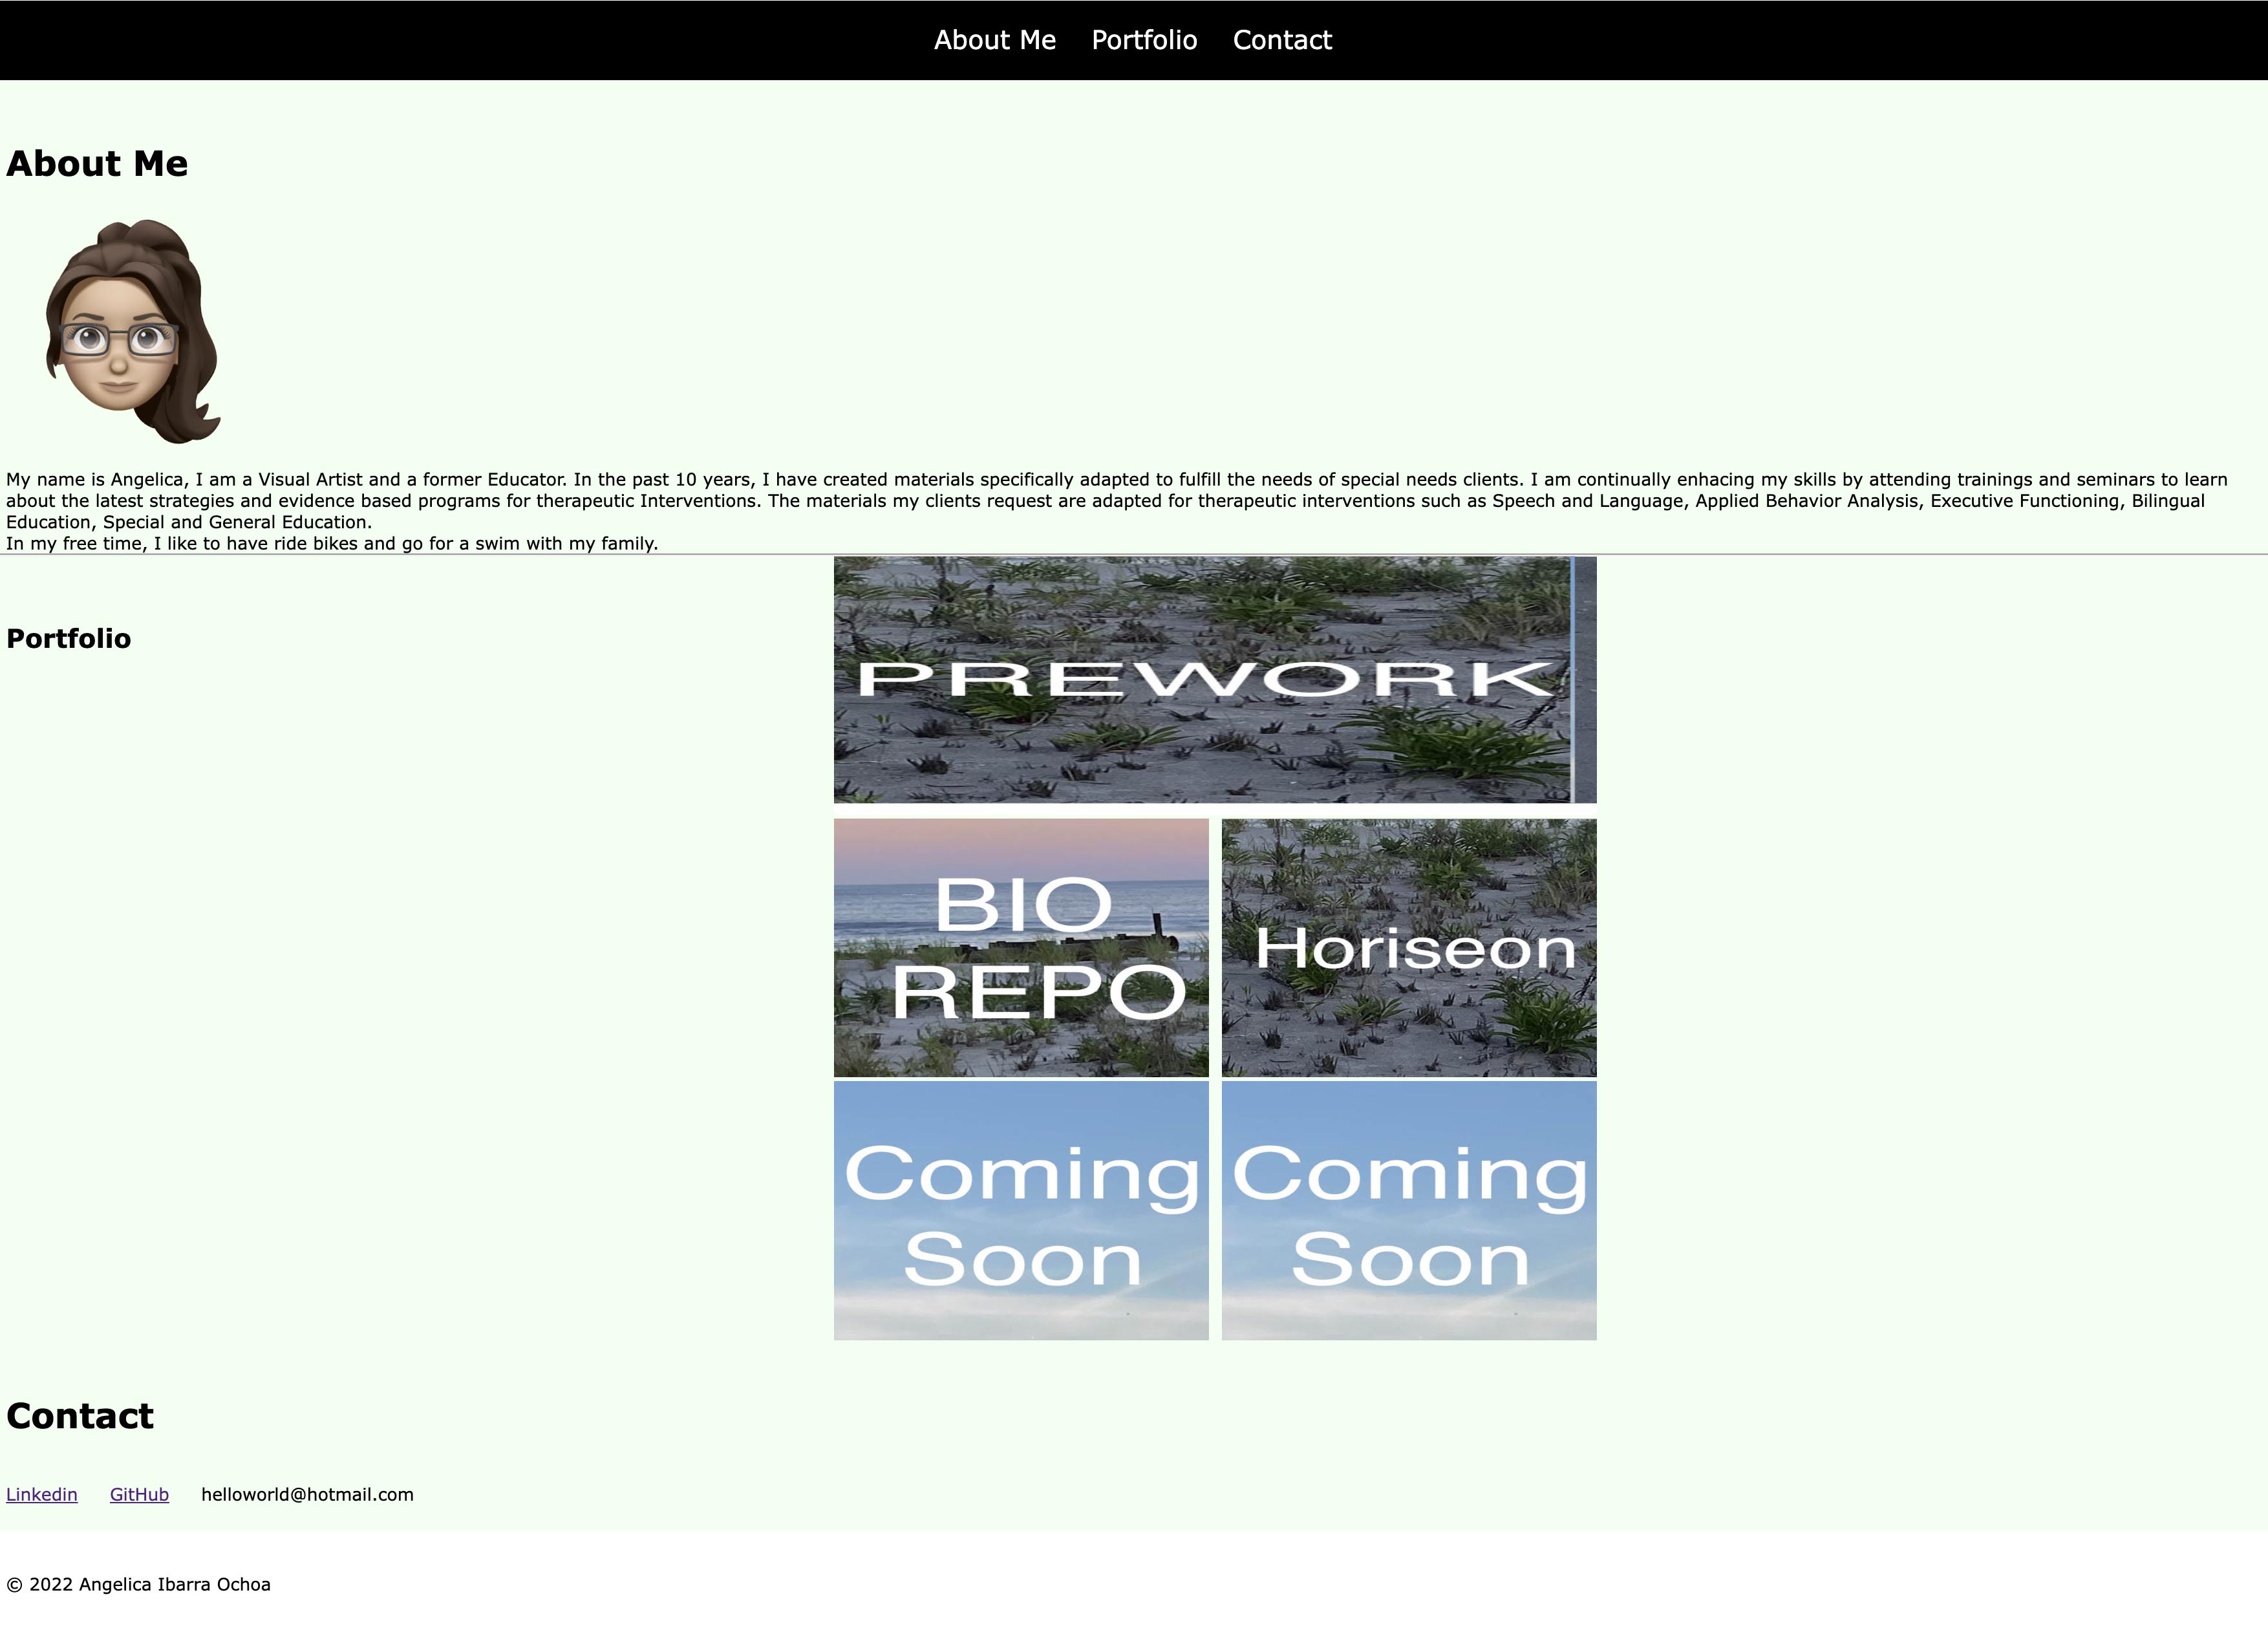 About Me Portfolio Contact
About Me
My name is Angelica, I am a Visual Artist and a former Educator. In the past 10 years, I have created materials specifically adapted to fulfill the needs of special needs clients. I am continually enhacing my skills by attending trainings and seminars to learn
about the latest strategies and evidence based programs for therapeutic Interventions. The materials my clients request are adapted for therapeutic interventions such as Speech and Language, Applied Behavior Analysis, Executive Functioning, Bilingual
Education, Special and General Education.
In my free time, I like to have ride bikes and go for a swim with my family.
Portfolio
PREWORK
BIO
REPO
Horiseon
Coming
Soon
Coming
Soon
Contact
Linkedin GitHub helloworld@hotmail.com
© 2022 Angelica Ibarra Ochoa